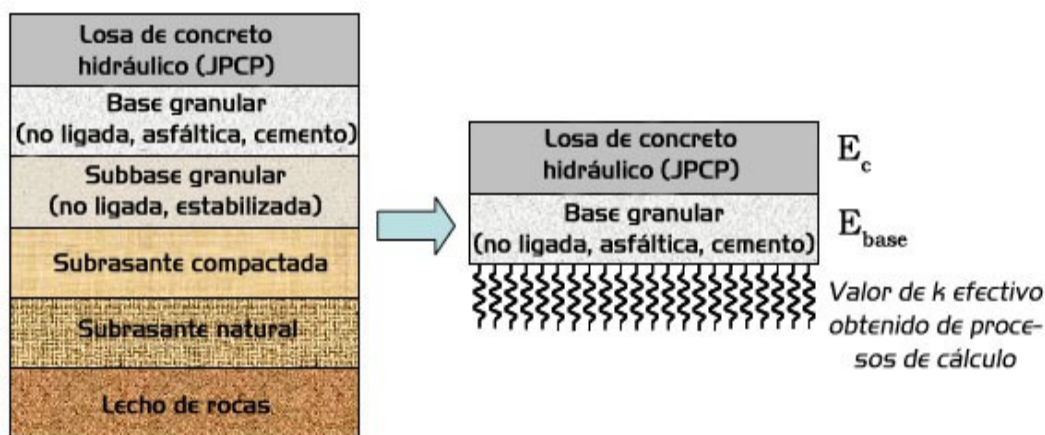 Losa de concreto
hidráulico (JPCP)
Base granular
(no ligada, asfáltica, cemento)
Subbase granular
(no ligada, estabilizada)
Subrasante compactada
Subrasante natural
Lecho de rocas
Losa de concreto
hidráulico (JPCP)
Base granular
(no ligada, asfáltica, cemento)
E_c
E_base
Valor de k efectivo
obtenido de proce-
sos de cálculo